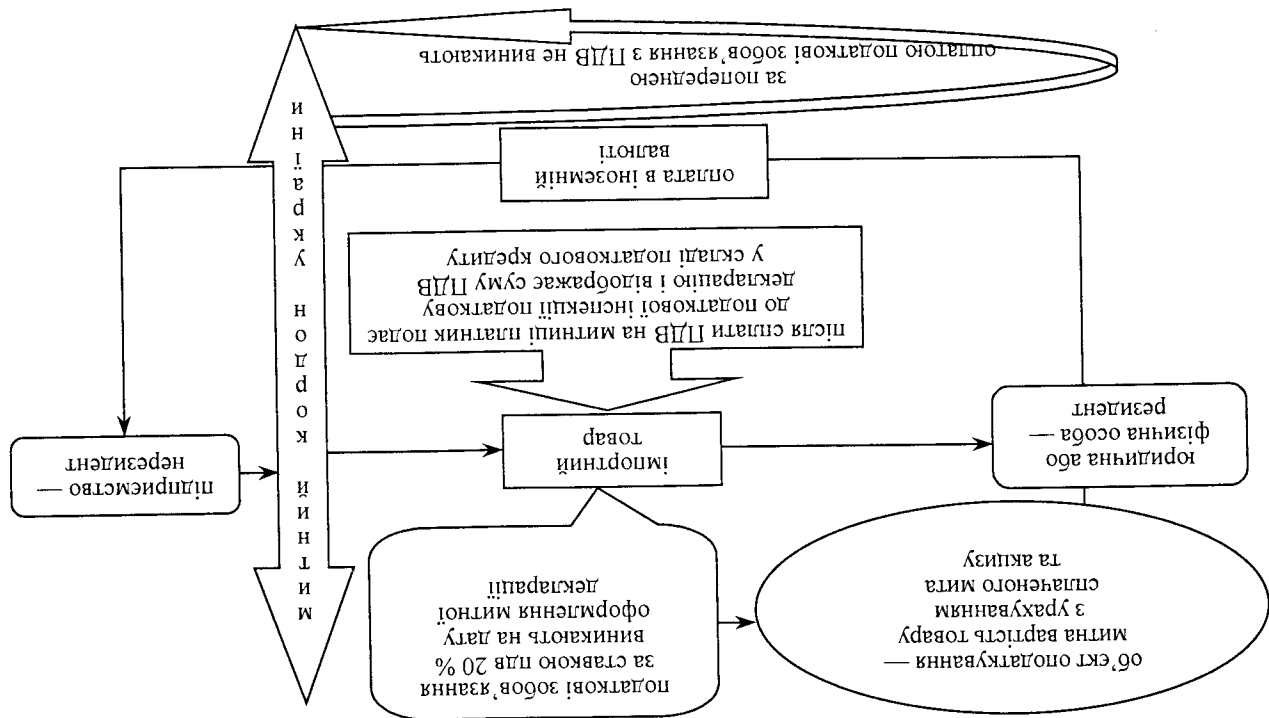 об'єкт оподаткування —
митна вартість товару
з урахуванням
сплаченого мита
та акцизу
податкові зобов'язання
за ставкою пдв 20 %
виникають на дату
оформлення митної
декларації
митний кордон україни
юридична або
фізична особа —
резидент
імпортний
товар
підприємство —
нерезидент
після сплати ПДВ на митниці платник подає
до податкової інспекції податкову
декларацію і відображає суму ПДВ
у складі податкового кредиту
оплата в іноземній
валюті
за попередньою
оплатою податкові зобов'язання з ПДВ не виникають